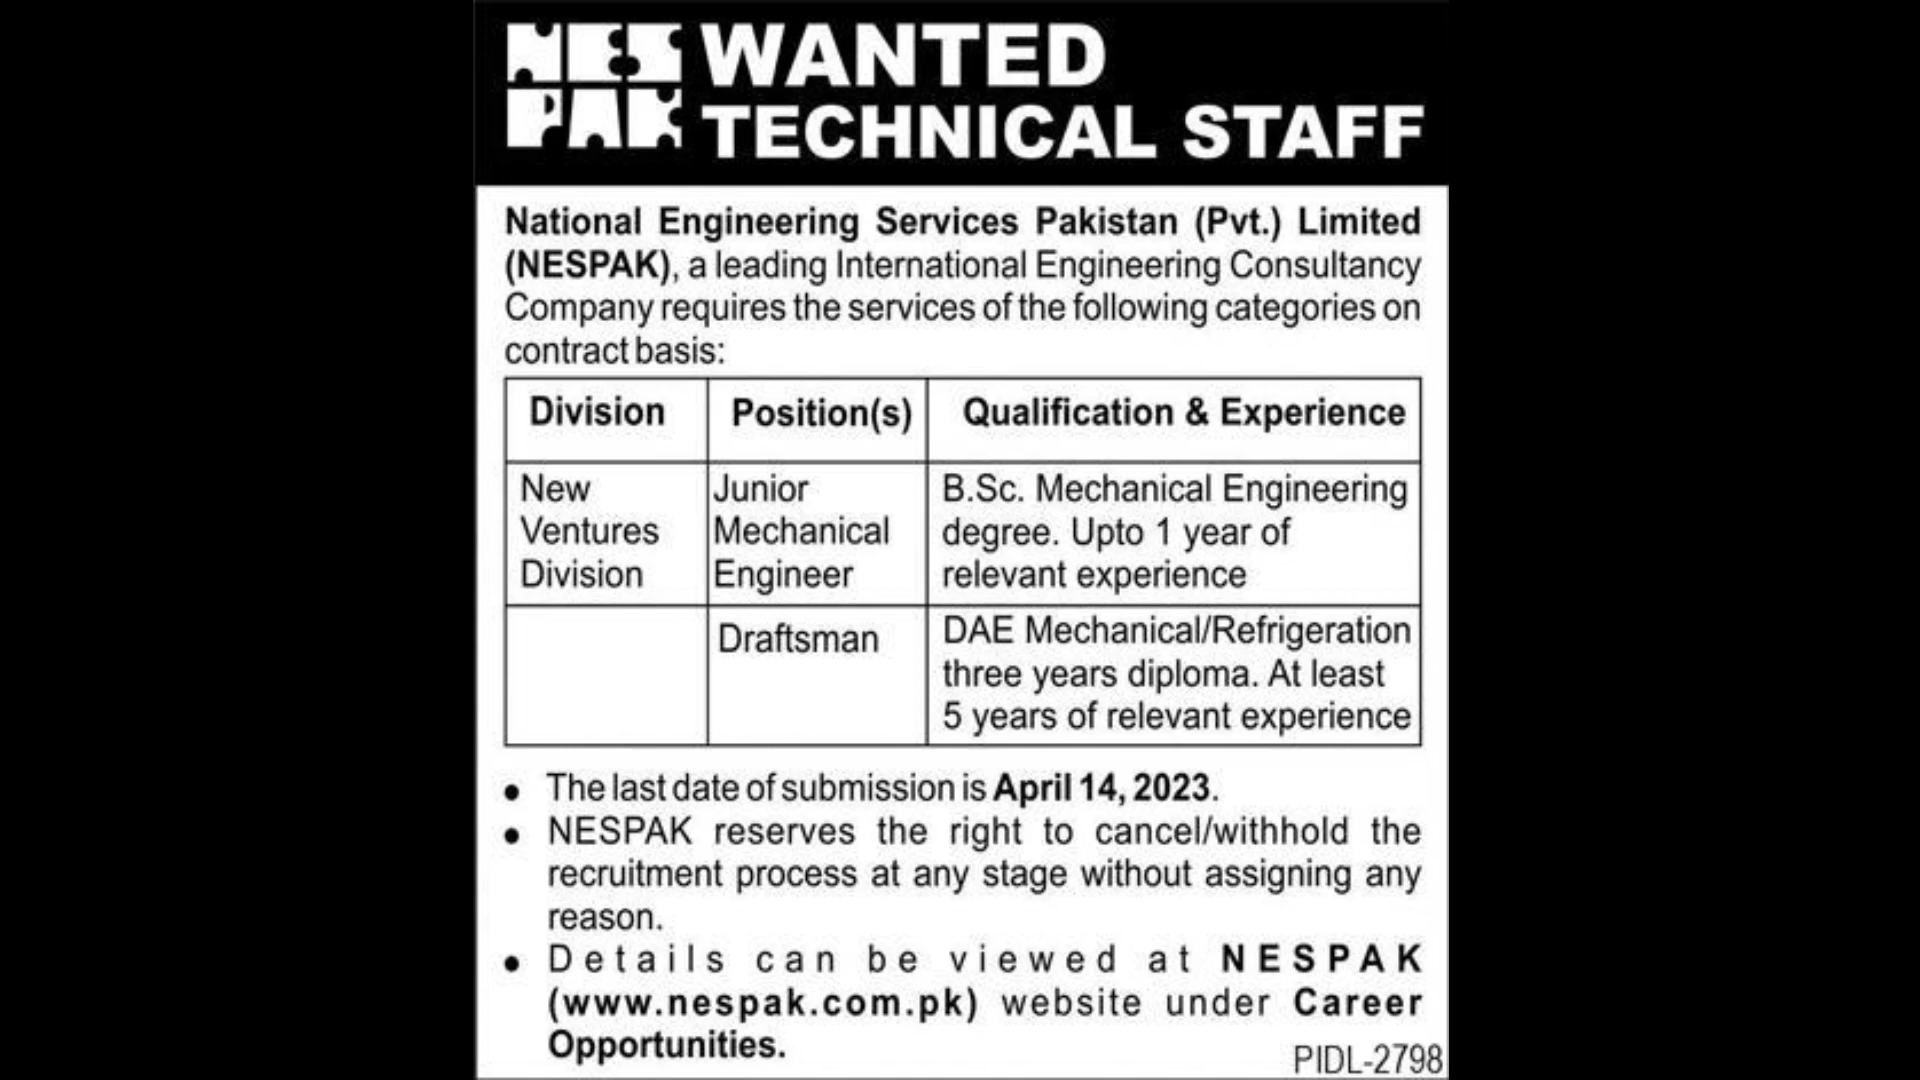 NES
PAK
WANTED
TECHNICAL STAFF
National Engineering Services Pakistan (Pvt.) Limited
(NESPAK), a leading International Engineering Consultancy
Company requires the services of the following categories on
contract basis:
Division Position(s) Qualification & Experience
New Junior B.Sc. Mechanical Engineering
Ventures Mechanical degree. Upto 1 year of
Division Engineer relevant experience
Draftsman DAE Mechanical/Refrigeration
three years diploma. At least
5 years of relevant experience
• The last date of submission is April 14, 2023.
• NESPAK reserves the right to cancel/withhold the
recruitment process at any stage without assigning any
reason.
• Details can be viewed at NESPAK
(www.nespak.com.pk) website under Career
Opportunities.
PIDL-2798